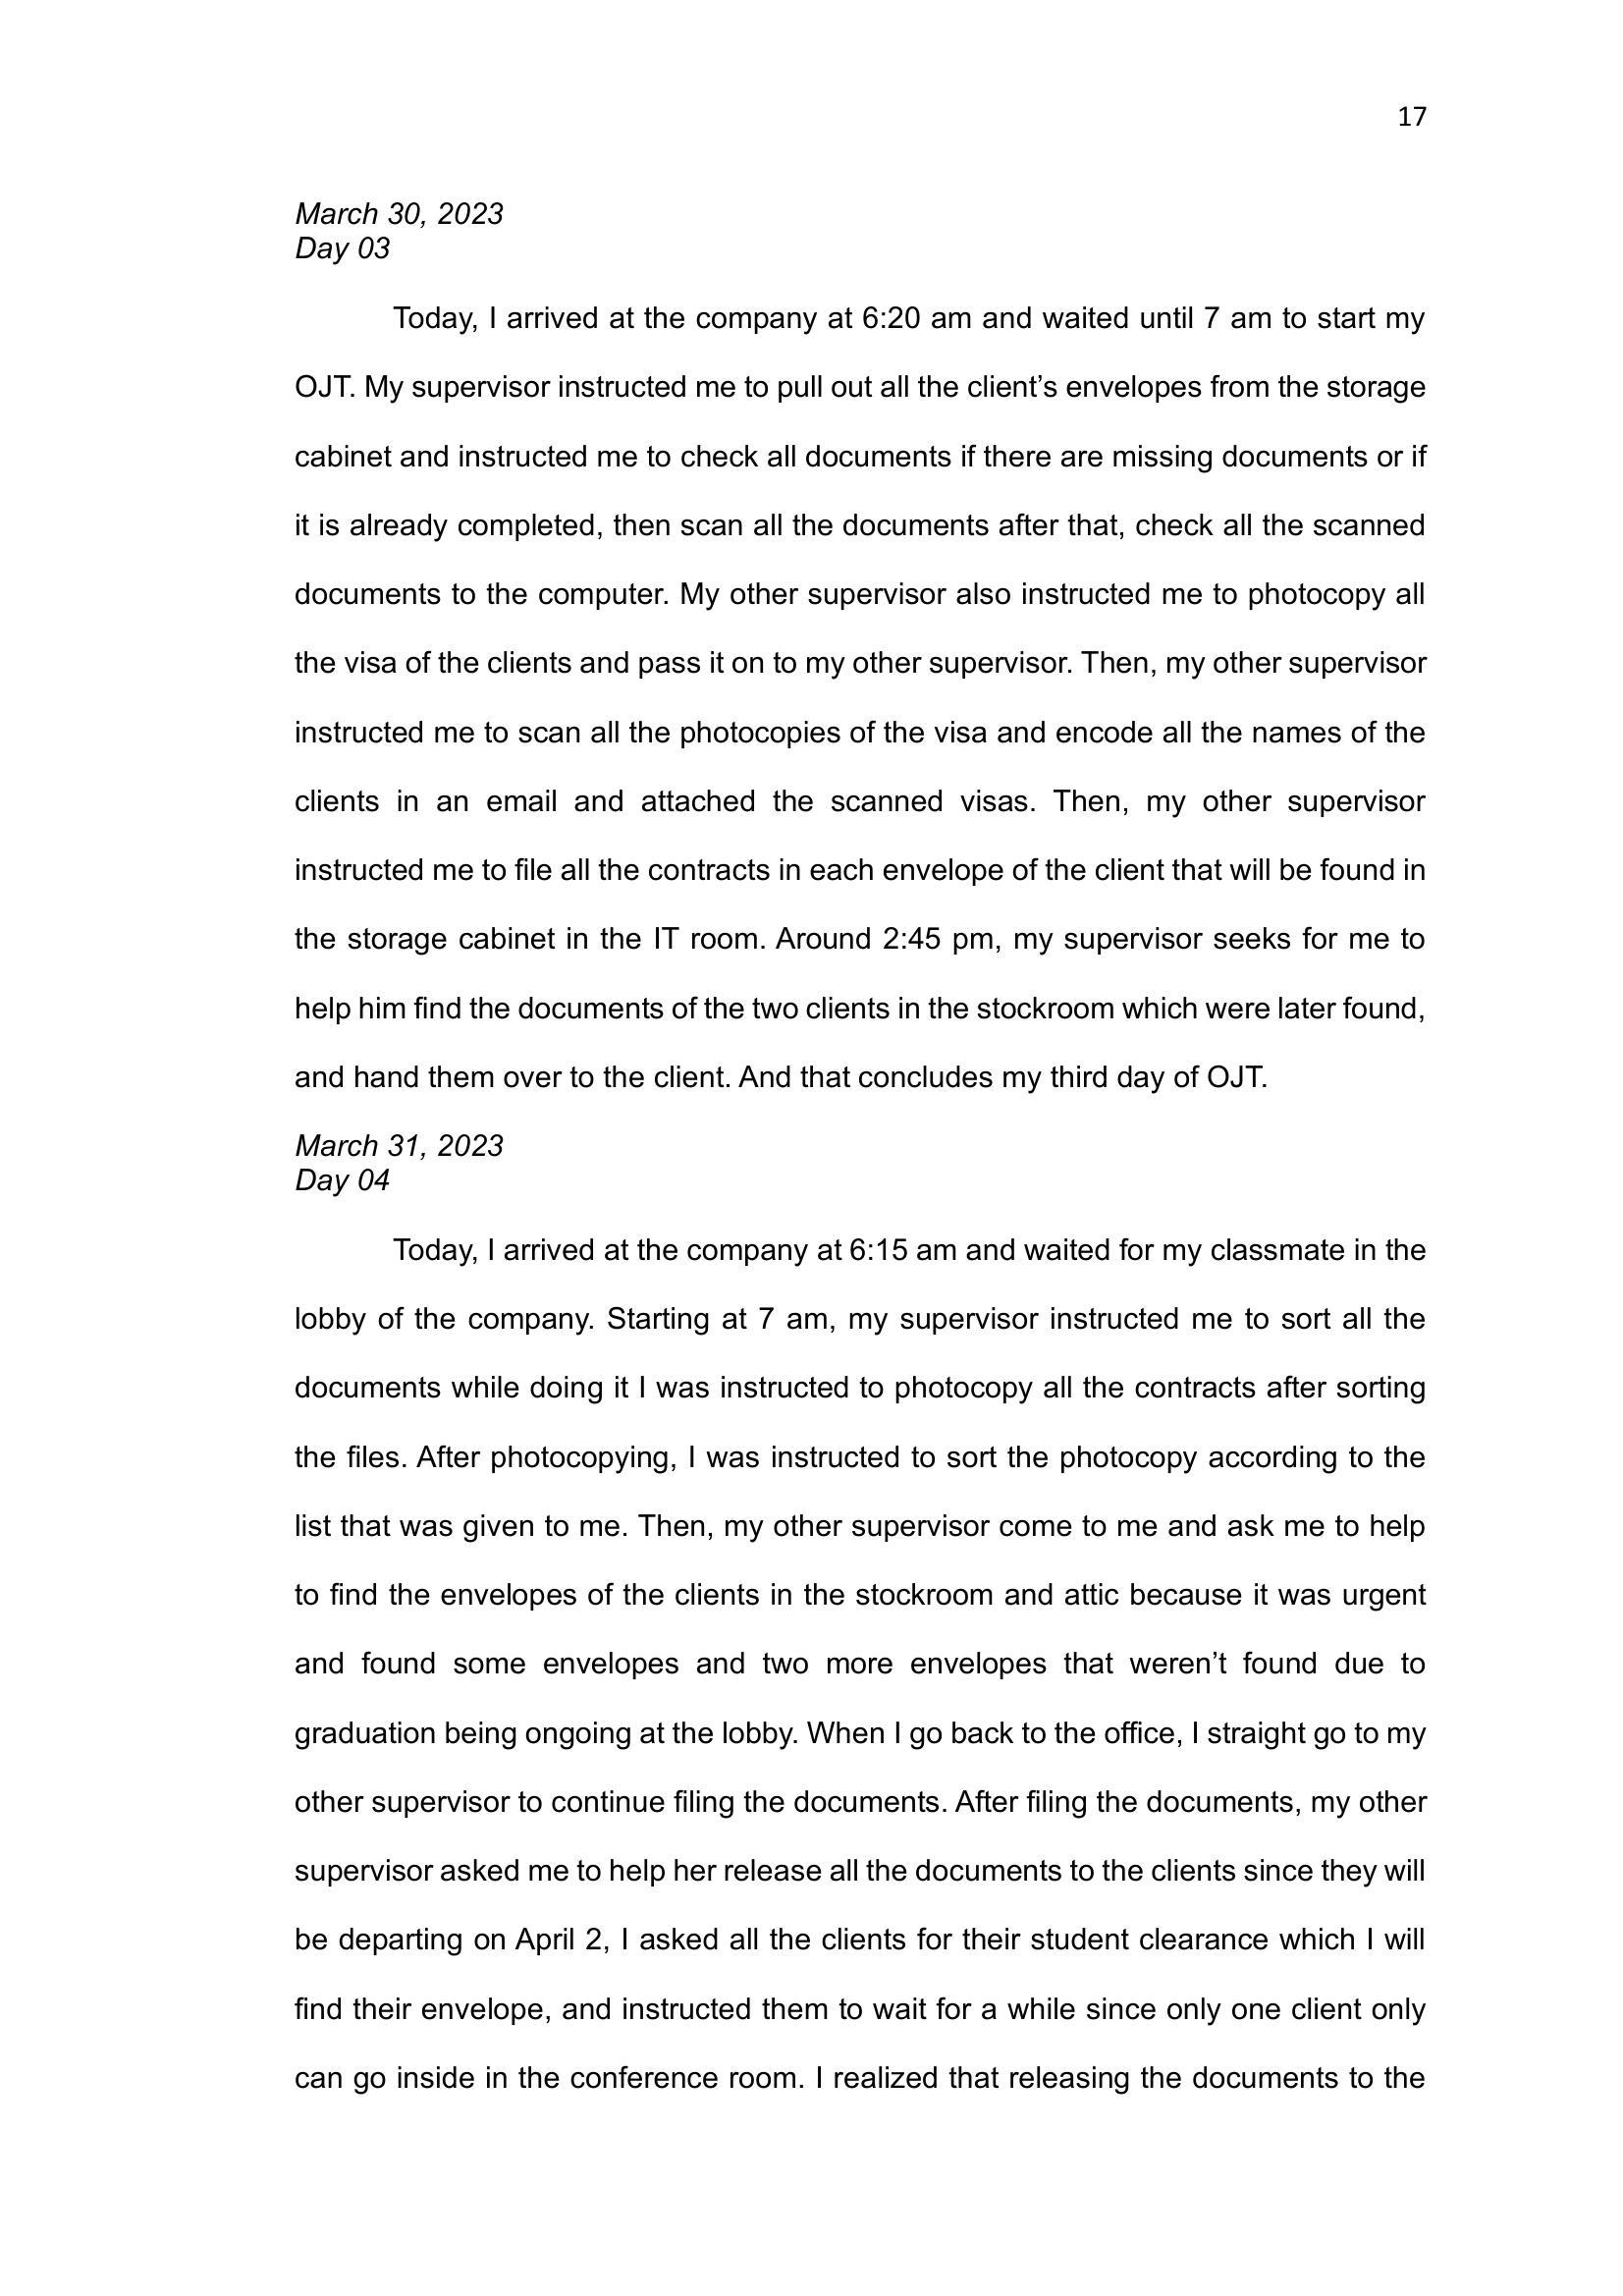 17
March 30, 2023
Day 03
Today, I arrived at the company at 6:20 am and waited until 7 am to start my
OJT. My supervisor instructed me to pull out all the client’s envelopes from the storage
cabinet and instructed me to check all documents if there are missing documents or if
it is already completed, then scan all the documents after that, check all the scanned
documents to the computer. My other supervisor also instructed me to photocopy all
the visa of the clients and pass it on to my other supervisor. Then, my other supervisor
instructed me to scan all the photocopies of the visa and encode all the names of the
clients in an email and attached the scanned visas. Then, my other supervisor
instructed me to file all the contracts in each envelope of the client that will be found in
the storage cabinet in the IT room. Around 2:45 pm, my supervisor seeks for me to
help him find the documents of the two clients in the stockroom which were later found,
and hand them over to the client. And that concludes my third day of OJT.
March 31, 2023
Day 04
Today, I arrived at the company at 6:15 am and waited for my classmate in the
lobby of the company. Starting at 7 am, my supervisor instructed me to sort all the
documents while doing it I was instructed to photocopy all the contracts after sorting
the files. After photocopying, I was instructed to sort the photocopy according to the
list that was given to me. Then, my other supervisor come to me and ask me to help
to find the envelopes of the clients in the stockroom and attic because it was urgent
and found some envelopes and two more envelopes that weren’t found due to
graduation being ongoing at the lobby. When I go back to the office, I straight go to my
other supervisor to continue filing the documents. After filing the documents, my other
supervisor asked me to help her release all the documents to the clients since they will
be departing on April 2, I asked all the clients for their student clearance which I will
find their envelope, and instructed them to wait for a while since only one client only
can go inside in the conference room. I realized that releasing the documents to the